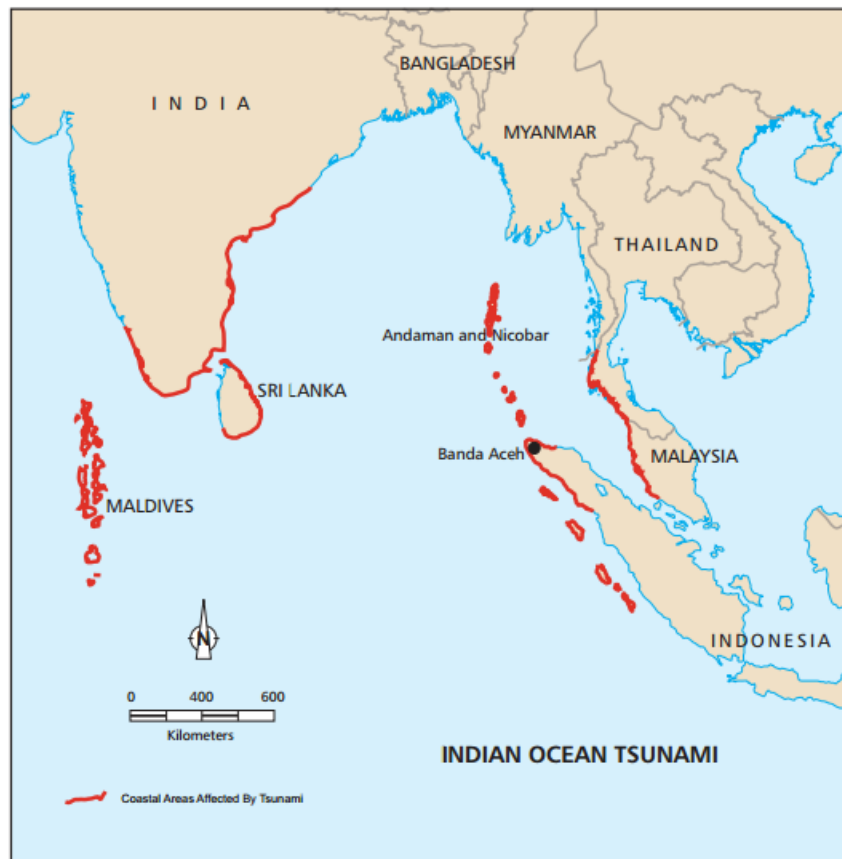 BANGLADESH
I N D I A
MYANMAR
THAILAND
Andaman and Nicobar
SRI LANKA
Banda Aceh
MALAYSIA
MALDIVES
N
INDONESIA
0 400 600
Kilometers
INDIAN OCEAN TSUNAMI
Coastal Areas Affected By Tsunami